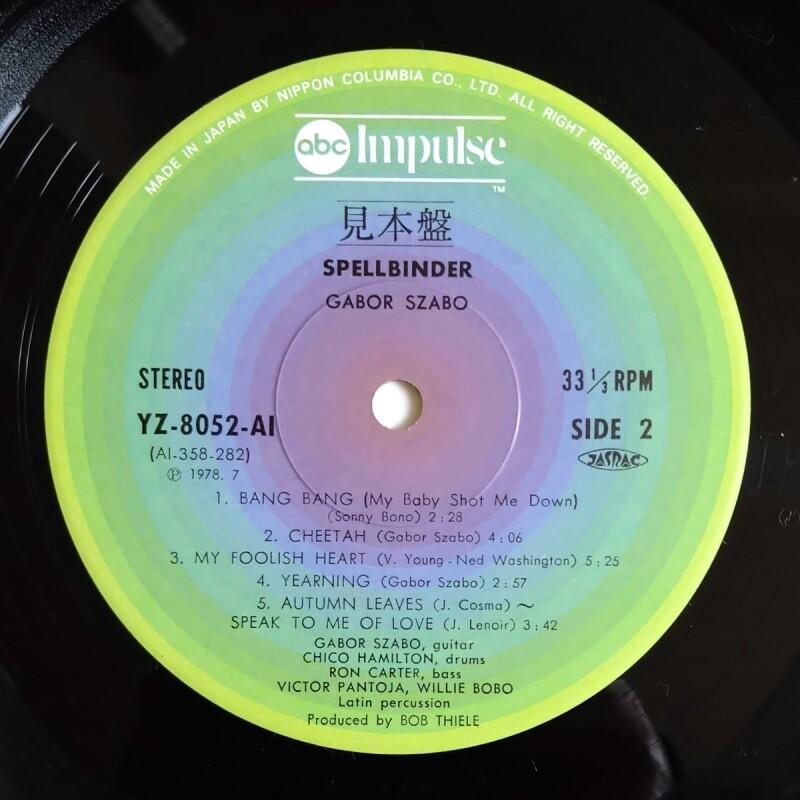 MADE IN JAPAN BY NIPPON COLUMBIA CO., LTD. ALL RIGHT RESERVED.
abc Impulse
TM
見本盤
SPELLBINDER
GABOR SZABO
STEREO 33 1/3 RPM
YZ-8052-AI SIDE 2
(AI-358-282) JASRAC
Ⓟ 1978. 7
1. BANG BANG (My Baby Shot Me Down)
(Sonny Bono) 2:28
2. CHEETAH (Gabor Szabo) 4:06
3. MY FOOLISH HEART (V. Young - Ned Washington) 5:25
4. YEARNING (Gabor Szabo) 2:57
5. AUTUMN LEAVES (J. Cosma) ~
SPEAK TO ME OF LOVE (J. Lenoir) 3:42
GABOR SZABO, guitar
CHICO HAMILTON, drums
RON CARTER, bass
VICTOR PANTOJA, WILLIE BOBO
Latin percussion
Produced by BOB THIELE